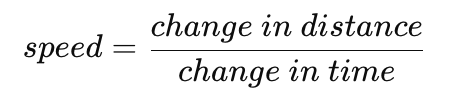 speed = change in distance / change in time